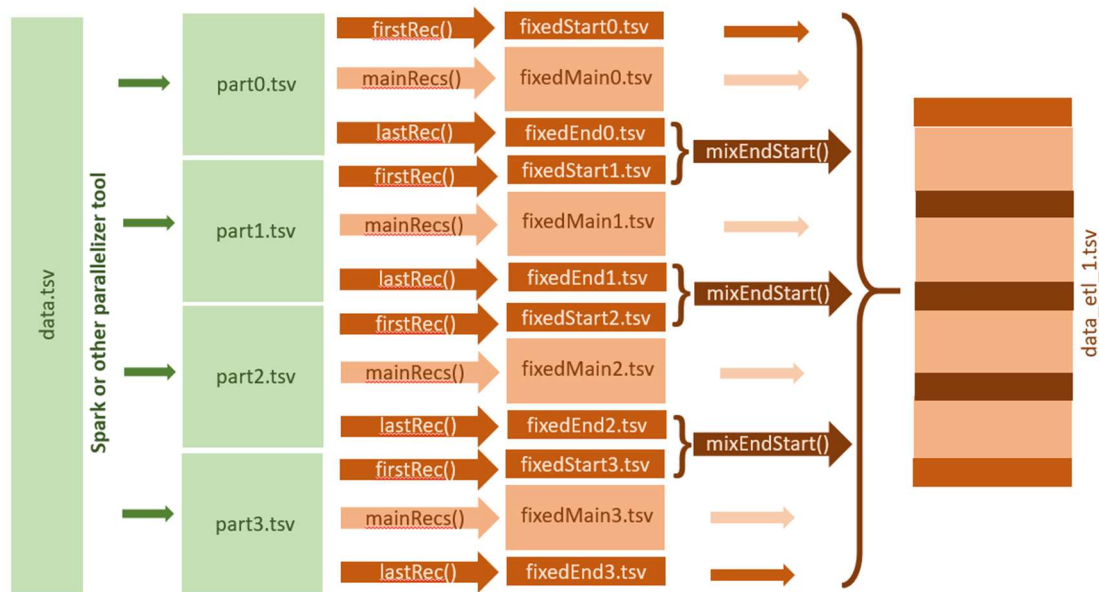 data.tsv
Spark or other parallelizer tool
part0.tsv
part1.tsv
part2.tsv
part3.tsv
firstRec()
mainRecs()
lastRec()
firstRec()
mainRecs()
lastRec()
firstRec()
mainRecs()
lastRec()
firstRec()
mainRecs()
lastRec()
fixedStart0.tsv
fixedMain0.tsv
fixedEnd0.tsv
fixedStart1.tsv
fixedMain1.tsv
fixedEnd1.tsv
fixedStart2.tsv
fixedMain2.tsv
fixedEnd2.tsv
fixedStart3.tsv
fixedMain3.tsv
fixedEnd3.tsv
mixEndStart()
mixEndStart()
mixEndStart()
data_etl_1.tsv